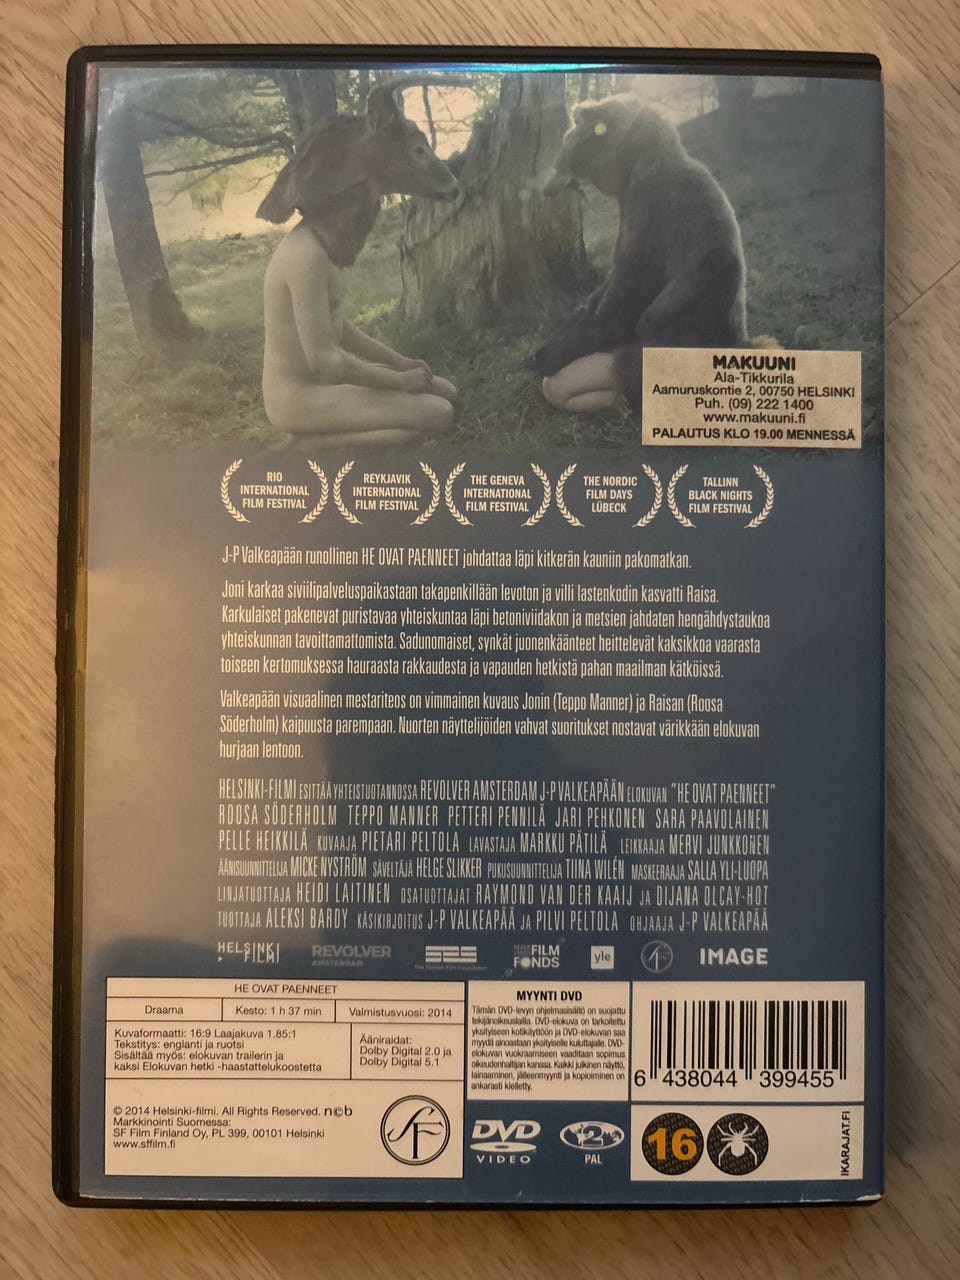 MAKUUNI
Ala-Tikkurila
Aamuruskontie 2, 00750 HELSINKI
Puh. (09) 222 1400
www.makuuni.fi
PALAUTUS KLO 19.00 MENNESSÄ
RIO
INTERNATIONAL
FILM FESTIVAL
REYKJAVIK
INTERNATIONAL
FILM FESTIVAL
THE GENEVA
INTERNATIONAL
FILM FESTIVAL
THE NORDIC
FILM DAYS
LÜBECK
TALLINN
BLACK NIGHTS
FILM FESTIVAL
J-P Valkeapään runollinen HE OVAT PAENNEET johdattaa läpi kitkerän kauniin pakomatkan.
Joni karkaa siviilipalveluspaikastaan takapenkillään levoton ja villi lastenkodin kasvatti Raisa.
Karkulaiset pakenevat puristavaa yhteiskuntaa läpi betoniviidakon ja metsien jahdaten hengähdystaukoa
yhteiskunnan tavoittamattomista. Sadunomaiset, synkät juonenkäänteet heittelevät kaksikkoa vaarasta
toiseen kertomuksessa hauraasta rakkaudesta ja vapauden hetkistä pahan maailman kätköissä.
Valkeapään visuaalinen mestariteos on vimmainen kuvaus Jonin (Teppo Manner) ja Raisan (Roosa
Söderholm) kaipuusta parempaan. Nuorten näyttelijöiden vahvat suoritukset nostavat värikkään elokuvan
hurjaan lentoon.
HELSINKI-FILMI ESITTÄÄ YHTEISTUOTANNOSSA REVOLVER AMSTERDAM J-P VALKEAPÄÄN ELOKUVAN "HE OVAT PAENNEET"
ROOSA SÖDERHOLM TEPPO MANNER PETTERI PENNILÄ JARI PEHKONEN SARA PAAVOLAINEN
PELLE HEIKKILÄ KUVAAJA PIETARI PELTOLA LAVASTAJA MARKKU PÄTILÄ LEIKKAAJA MERVI JUNKKONEN
ÄÄNISUUNNITTELIJA MICKE NYSTRÖM SÄVELTÄJÄ HELGE SLIKKER PUKUSUUNNITTELIJA TIINA WILÉN MASKEERAAJA SALLA YLI-LUOPA
LINJATUOTTAJA HEIDI LAITINEN OSATUOTTAJAT RAYMOND VAN DER KAAIJ JA DIJANA OLCAY-HOT
TUOTTAJA ALEKSI BARDY KÄSIKIRJOITUS J-P VALKEAPÄÄ JA PILVI PELTOLA OHJAAJA J-P VALKEAPÄÄ
HELSINKI
FILMI
REVOLVER
AMSTERDAM
The Finnish Film Foundation
FILM
FONDS
yle
SF
IMAGE
HE OVAT PAENNEET
Draama
Kesto: 1 h 37 min
Valmistusvuosi: 2014
Kuvaformaatti: 16:9 Laajakuva 1.85:1
Tekstitys: englanti ja ruotsi
Sisältää myös: elokuvan trailerin ja
kaksi Elokuvan hetki -haastattelukoostetta
Ääniraidat:
Dolby Digital 2.0 ja
Dolby Digital 5.1
© 2014 Helsinki-filmi. All Rights Reserved. ncb
Markkinointi Suomessa:
SF Film Finland Oy, PL 399, 00101 Helsinki
www.sffilm.fi
SF
MYYNTI DVD
Tämän DVD-levyn ohjelmasisältö on suojattu
tekijänoikeuslailla. DVD-elokuva on tarkoitettu
yksityiseen kotikäyttöön ja DVD-elokuvan saa
myydä ainoastaan yksityiselle kuluttajalle. DVD-
elokuvan vuokraamiseen vaaditaan sopimus
oikeudenhaltijan kanssa. Kaikki julkinen näyttö,
lainaaminen, jälleenmyynti ja kopioiminen on
ankarasti kielletty.
DVD
VIDEO
2
PAL
6 438044 399455
16
IKARAJAT.FI